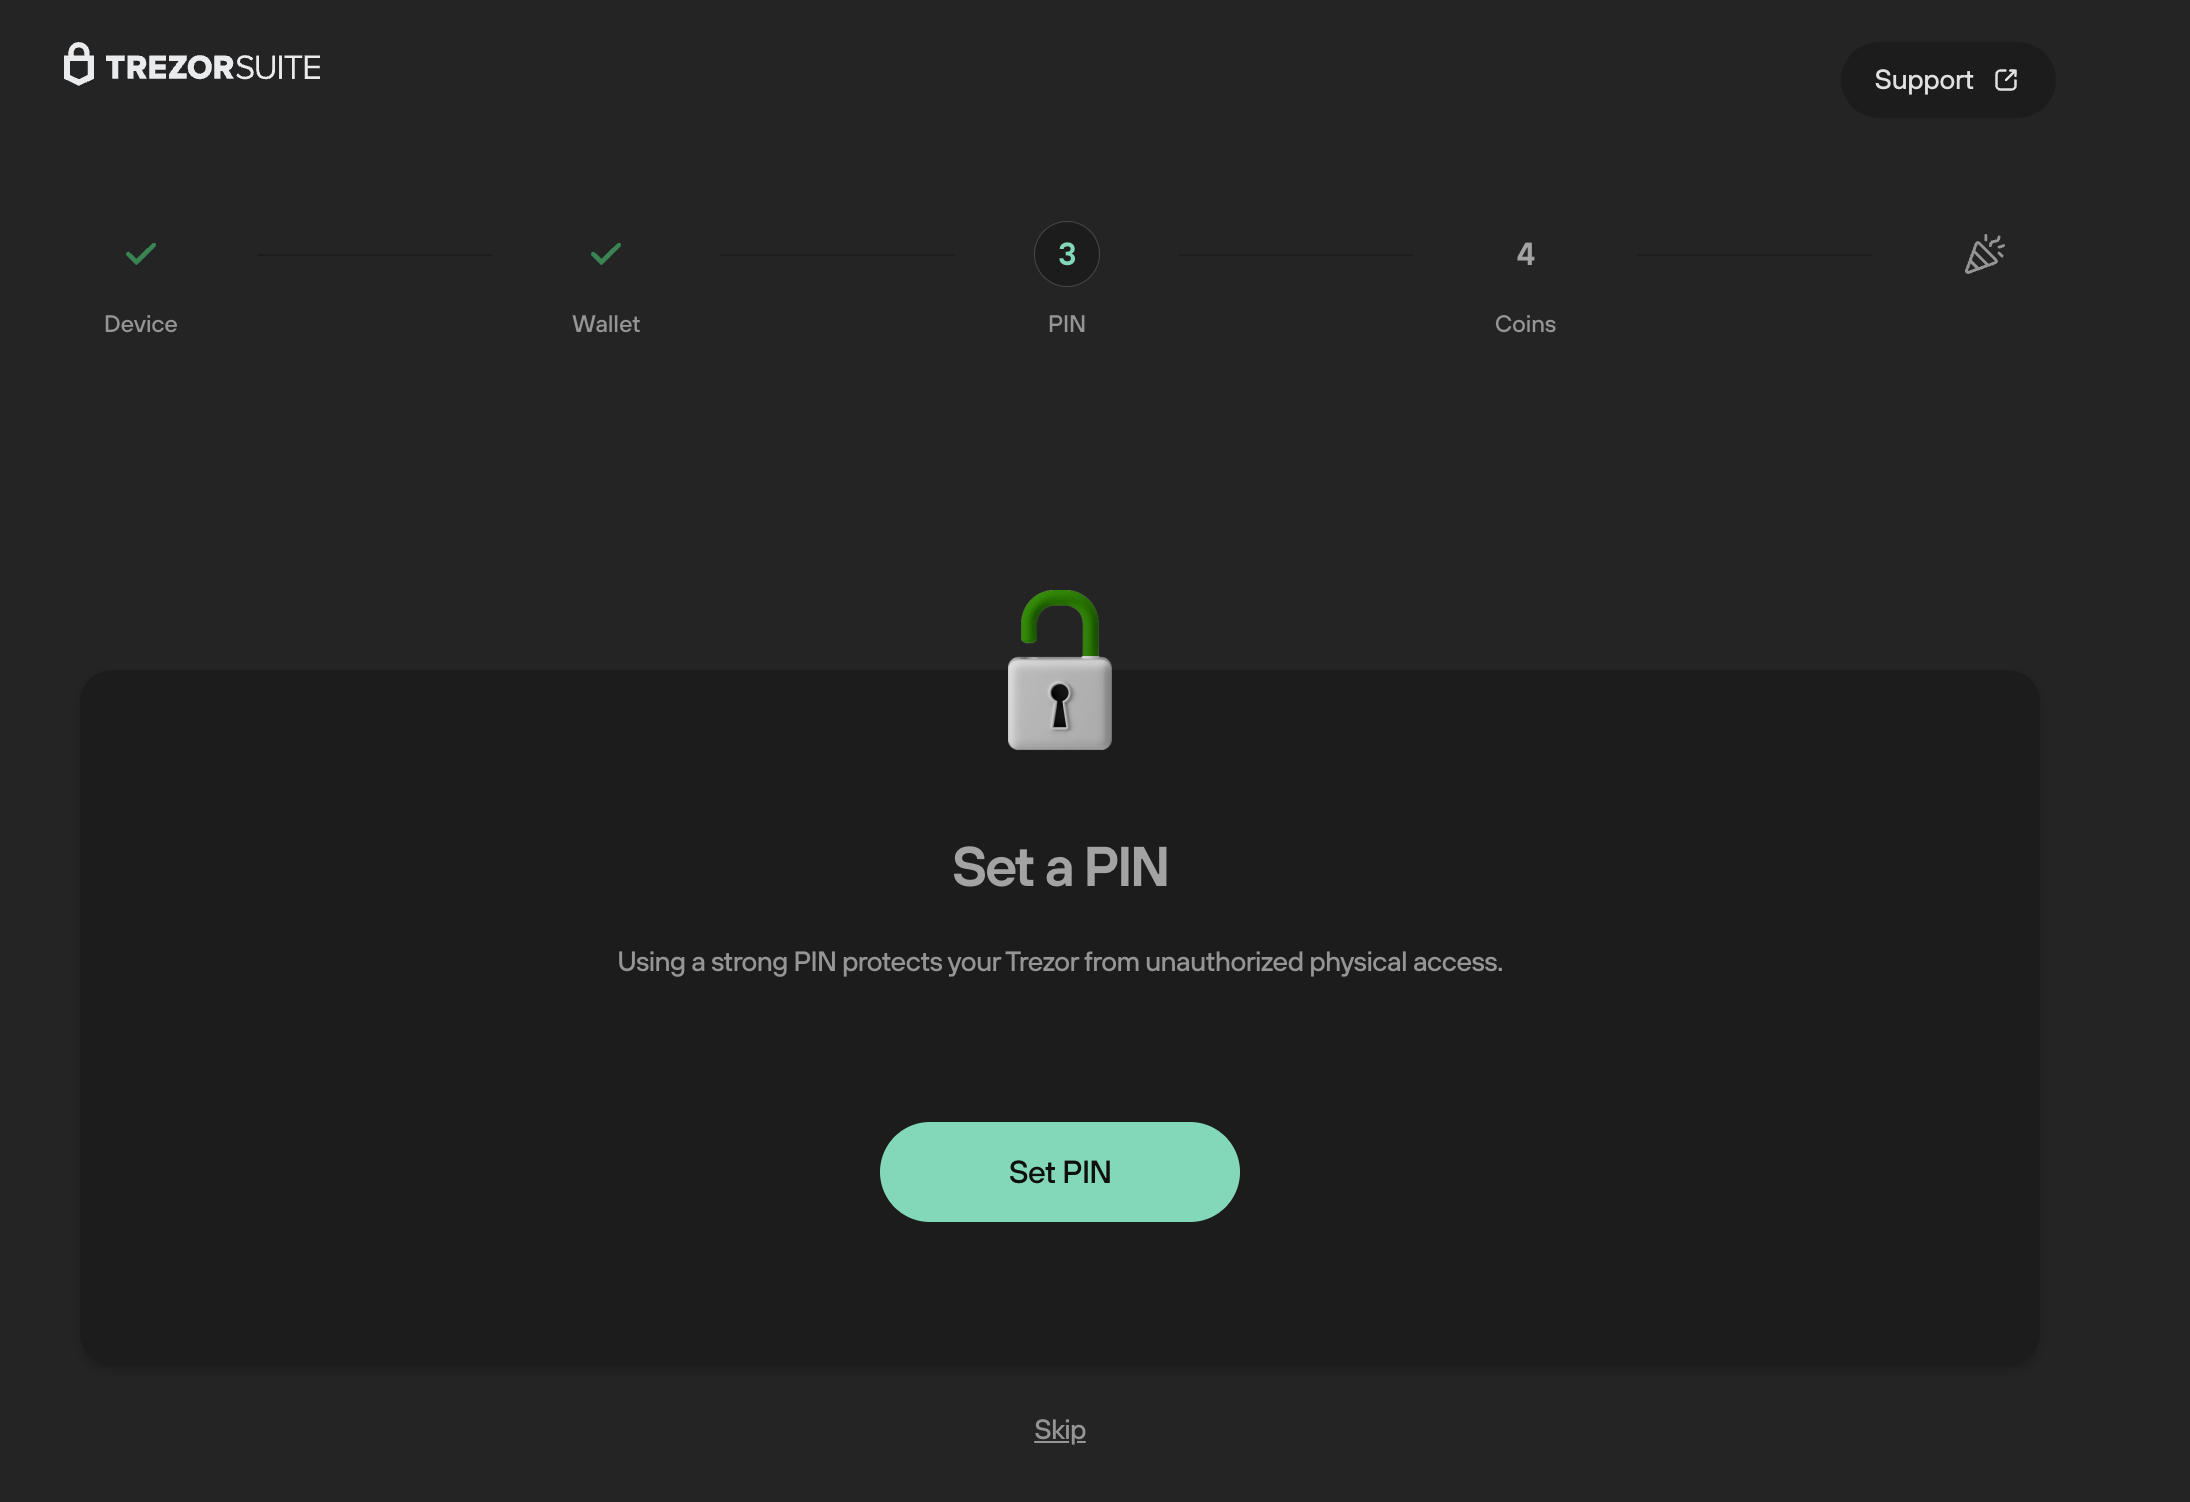 TREZORSUITE
Support
3
4
Device
Wallet
PIN
Coins
Set a PIN
Using a strong PIN protects your Trezor from unauthorized physical access.
Set PIN
Skip